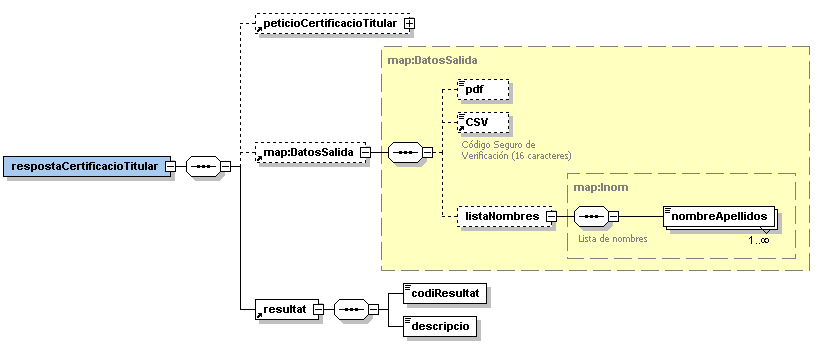 peticioCertificacioTitular
map:DatosSalida
pdf
CSV
Código Seguro de
Verificación (16 caracteres)
respostaCertificacioTitular
map:DatosSalida
map:Inom
listaNombres
nombreApellidos
Lista de nombres
1..∞
resultat
codiResultat
descripcio